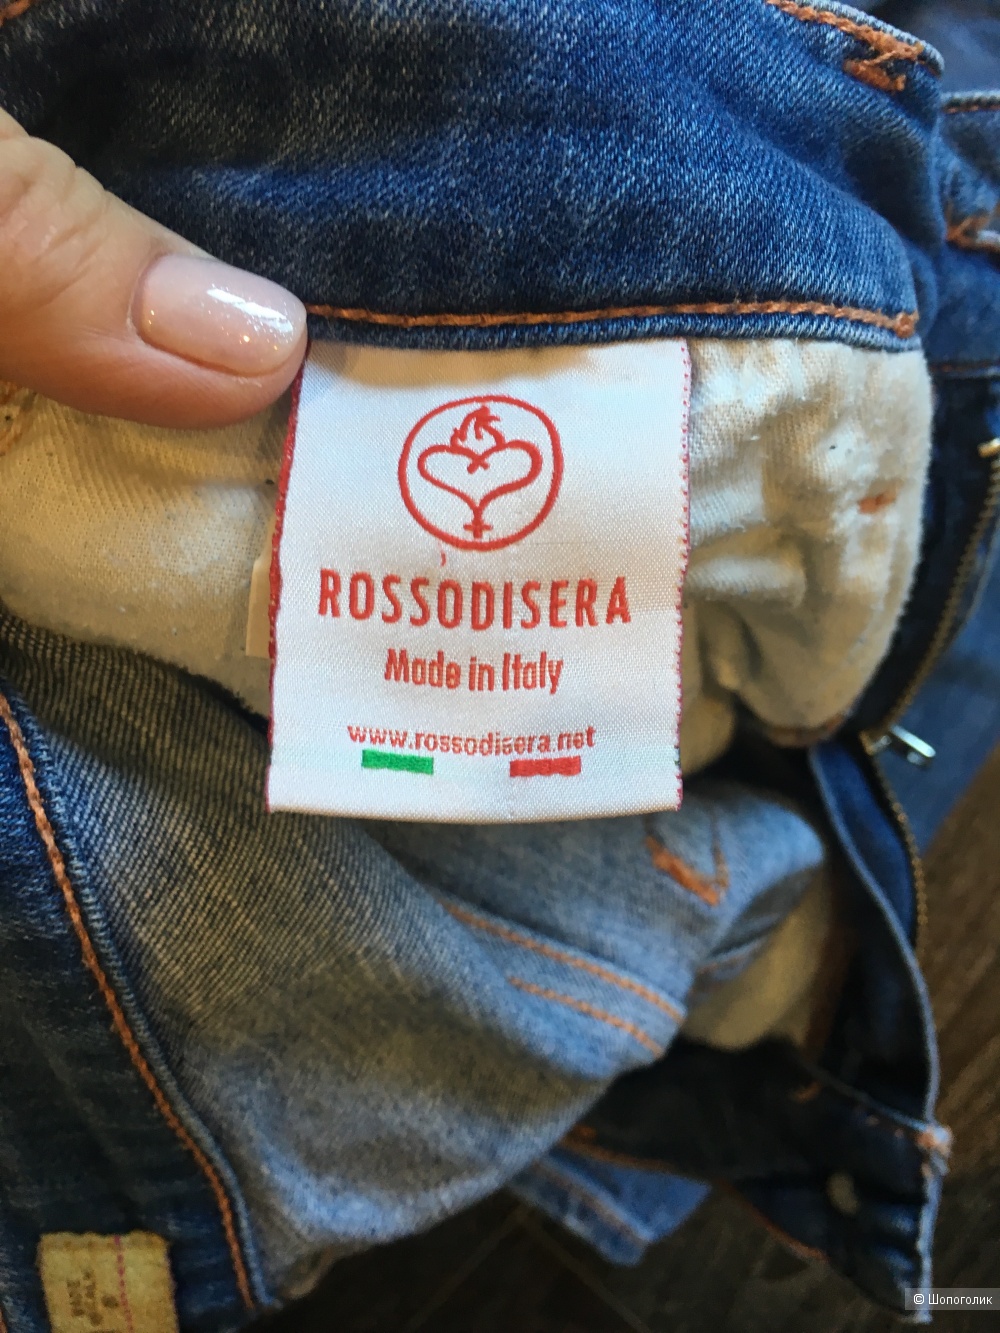 ROSSODISERA
Made in Italy
www.rossodisera.net
© Шопоголик